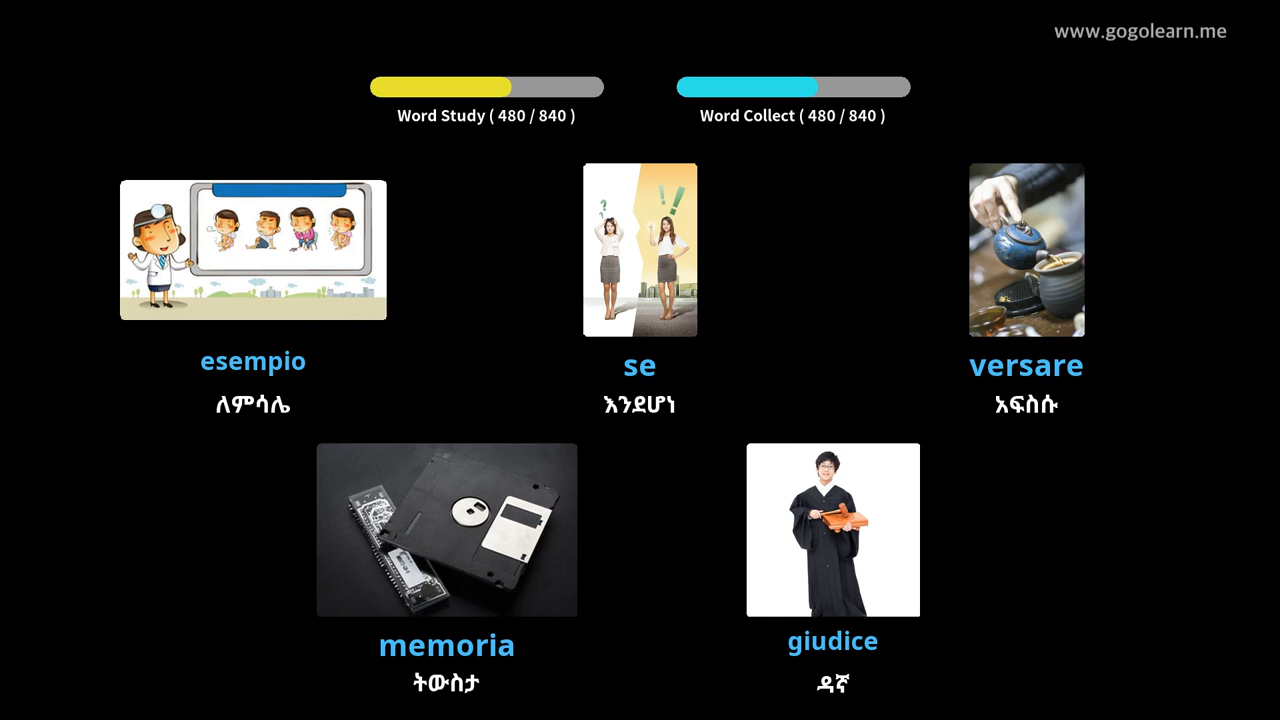 www.gogolearn.me
Word Study ( 480 / 840 )
Word Collect ( 480 / 840 )
esempio
ለምሳሌ
se
እንደሆነ
versare
አፍስሱ
memoria
ትውስታ
giudice
ዳኛ